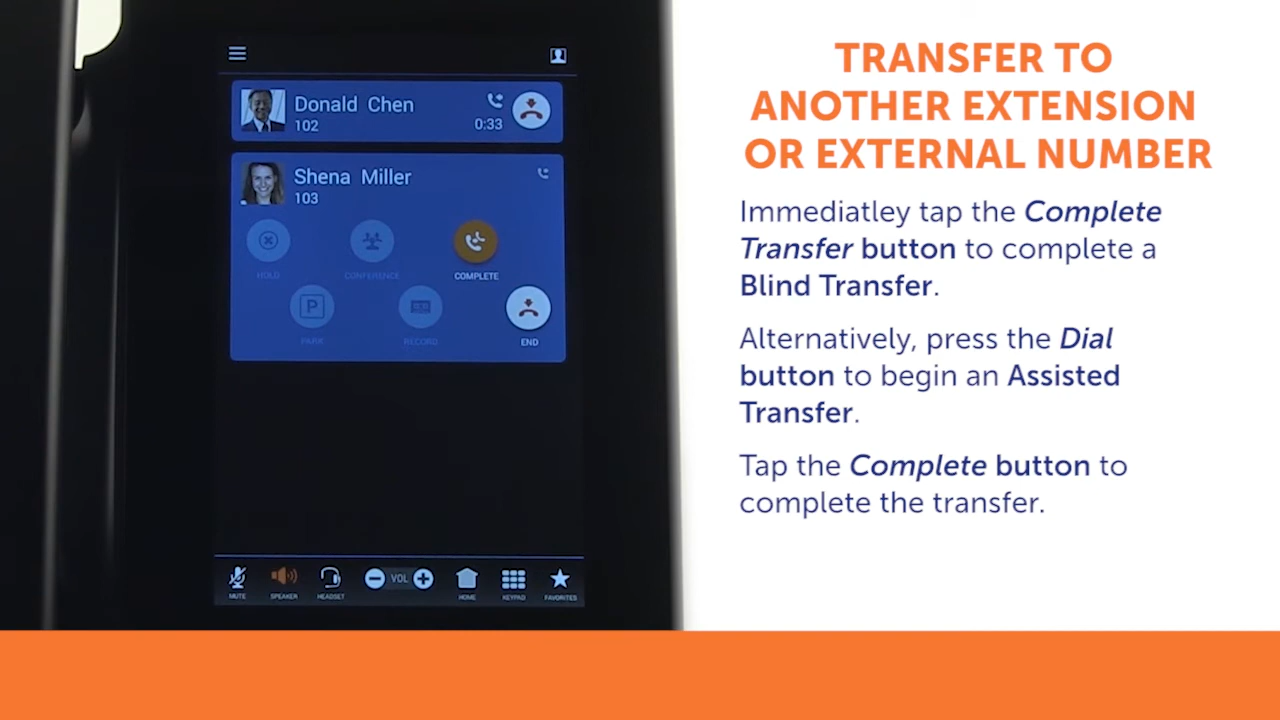 Donald Chen
102
0:33
Shena Miller
103
HOLD
CONFERENCE
COMPLETE
P
PARK
RECORD
END
MUTE
SPEAKER
HEADSET
VOL
HOME
KEYPAD
FAVORITES
TRANSFER TO
ANOTHER EXTENSION
OR EXTERNAL NUMBER
Immediatley tap the Complete
Transfer button to complete a
Blind Transfer.
Alternatively, press the Dial
button to begin an Assisted
Transfer.
Tap the Complete button to
complete the transfer.